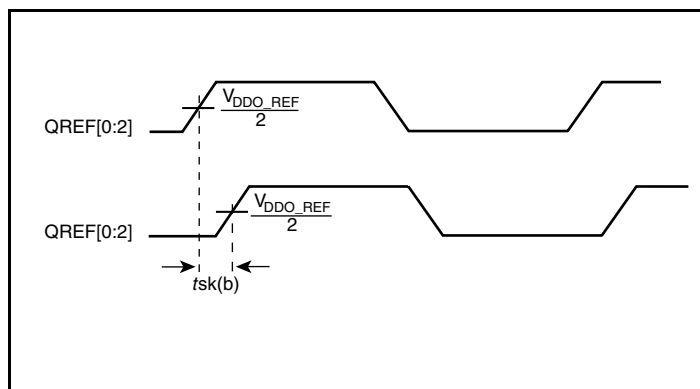 V_DDO_REF
2
QREF[0:2]
V_DDO_REF
2
QREF[0:2]
tsk(b)